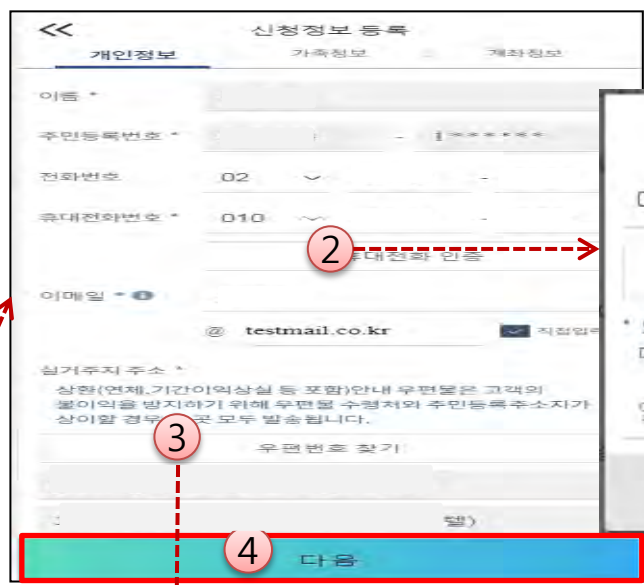 << 신청정보 등록
개인정보 가족정보 계좌정보
이름 *
주민등록번호 * - 1******
전화번호 02 -
휴대전화번호 * 010 -
② 휴대전화 인증
이메일 *
@ testmail.co.kr 직접입력
실거주지 주소 *
상환(연체,기간이익상실 등 포함)안내 우편물은 고객의
불이익을 방지하기 위해 우편물 수령처와 주민등록주소지가
상이할 경우 곳 모두 발송됩니다.
③
우편번호 찾기
텔)
④ 다음